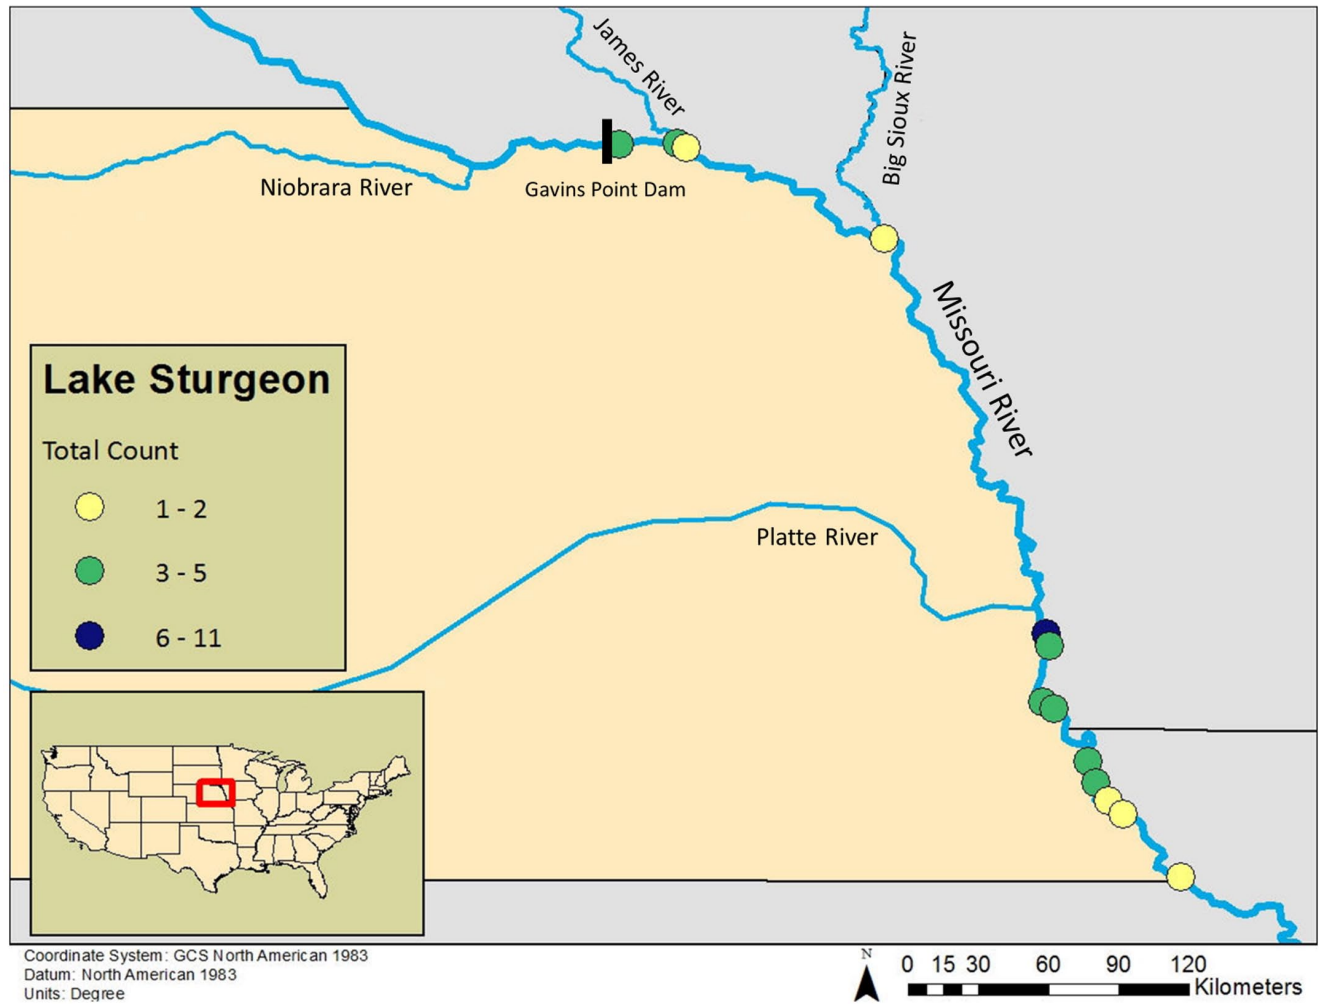 James River
Big Sioux River
Niobrara River
Gavins Point Dam
Missouri River
Lake Sturgeon
Total Count
1 - 2
3 - 5
6 - 11
Platte River
Coordinate System: GCS North American 1983
Datum: North American 1983
Units: Degree
N
0 15 30 60 90 120
Kilometers